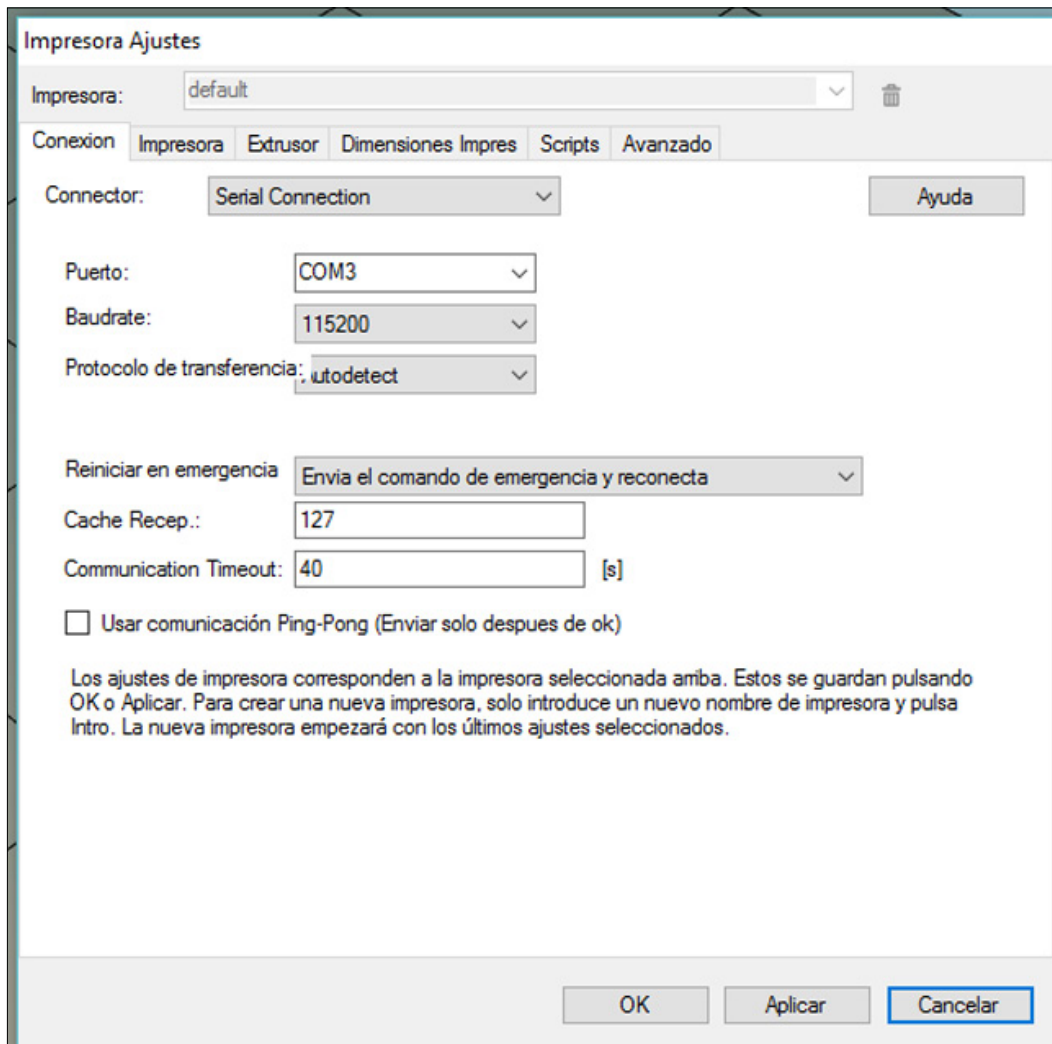 Impresora Ajustes
Impresora: default
Conexion Impresora Extrusor Dimensiones Impres Scripts Avanzado
Connector: Serial Connection Ayuda
Puerto: COM3
Baudrate: 115200
Protocolo de transferencia: utodetect
Reiniciar en emergencia Envia el comando de emergencia y reconecta
Cache Recep.: 127
Communication Timeout: 40 [s]
Usar comunicación Ping-Pong (Enviar solo despues de ok)
Los ajustes de impresora corresponden a la impresora seleccionada arriba. Estos se guardan pulsando
OK o Aplicar. Para crear una nueva impresora, solo introduce un nuevo nombre de impresora y pulsa
Intro. La nueva impresora empezará con los últimos ajustes seleccionados.
OK Aplicar Cancelar